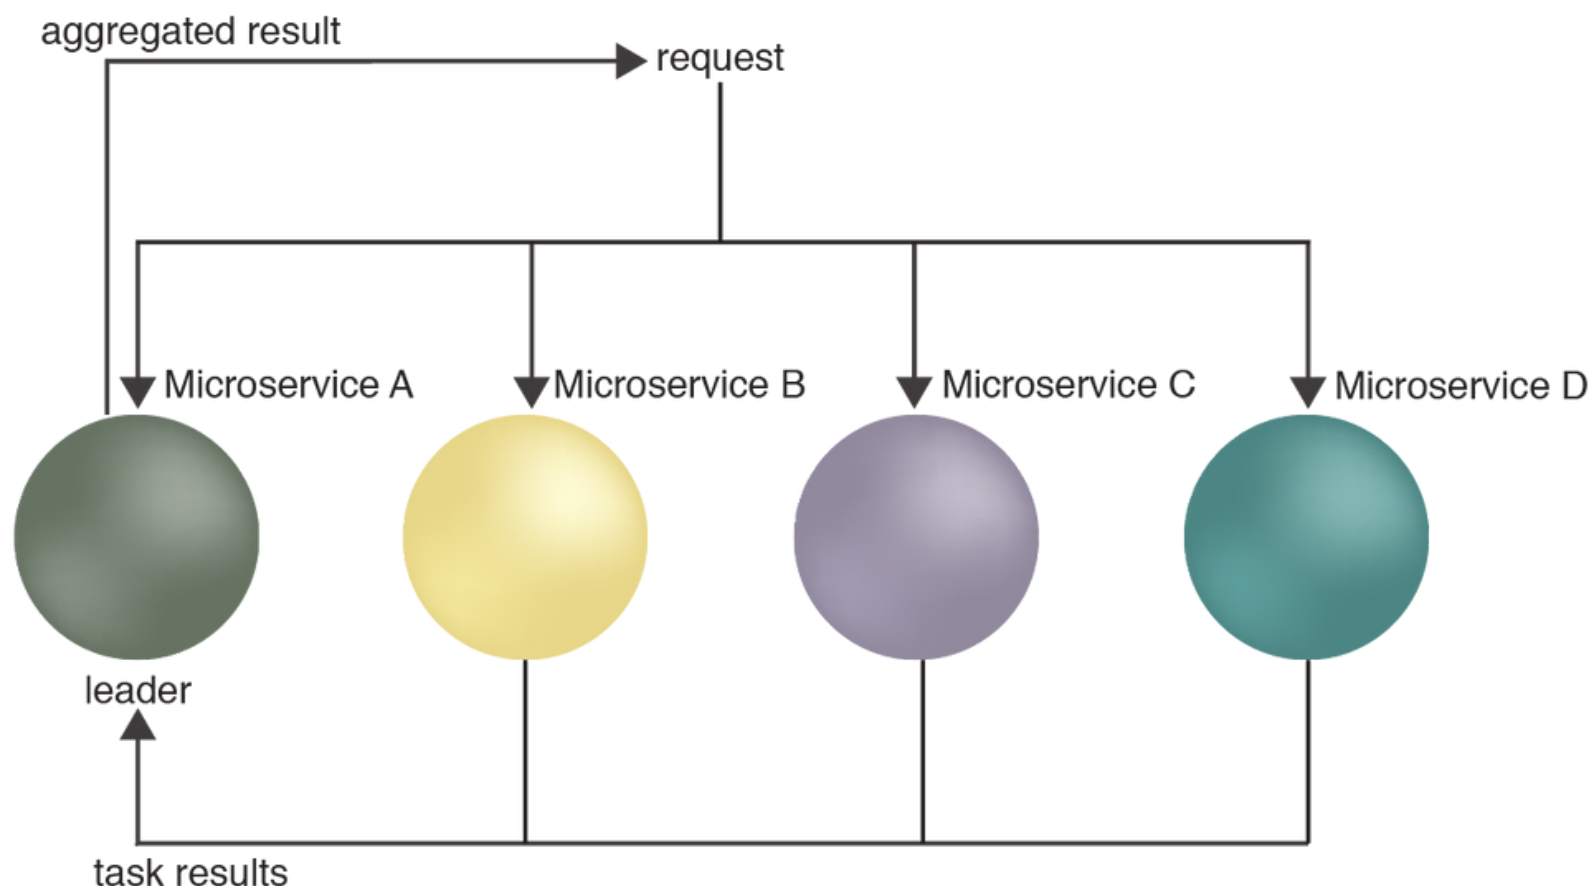 aggregated result
request
Microservice A
Microservice B
Microservice C
Microservice D
leader
task results